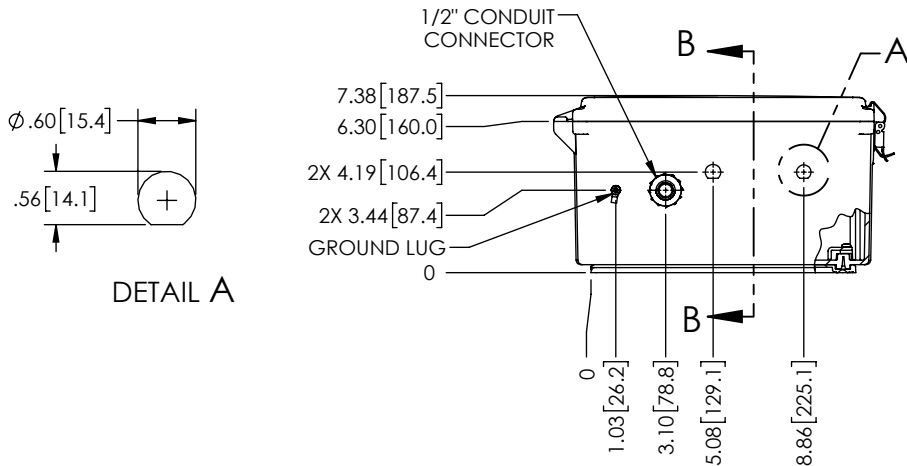 1/2" CONDUIT
CONNECTOR
B
A
7.38 [187.5]
6.30 [160.0]
⌀.60[15.4]
2X 4.19 [106.4]
.56[14.1]
2X 3.44 [87.4]
GROUND LUG
0
DETAIL A
B
0
1.03 [26.2]
3.10 [78.8]
5.08 [129.1]
8.86 [225.1]